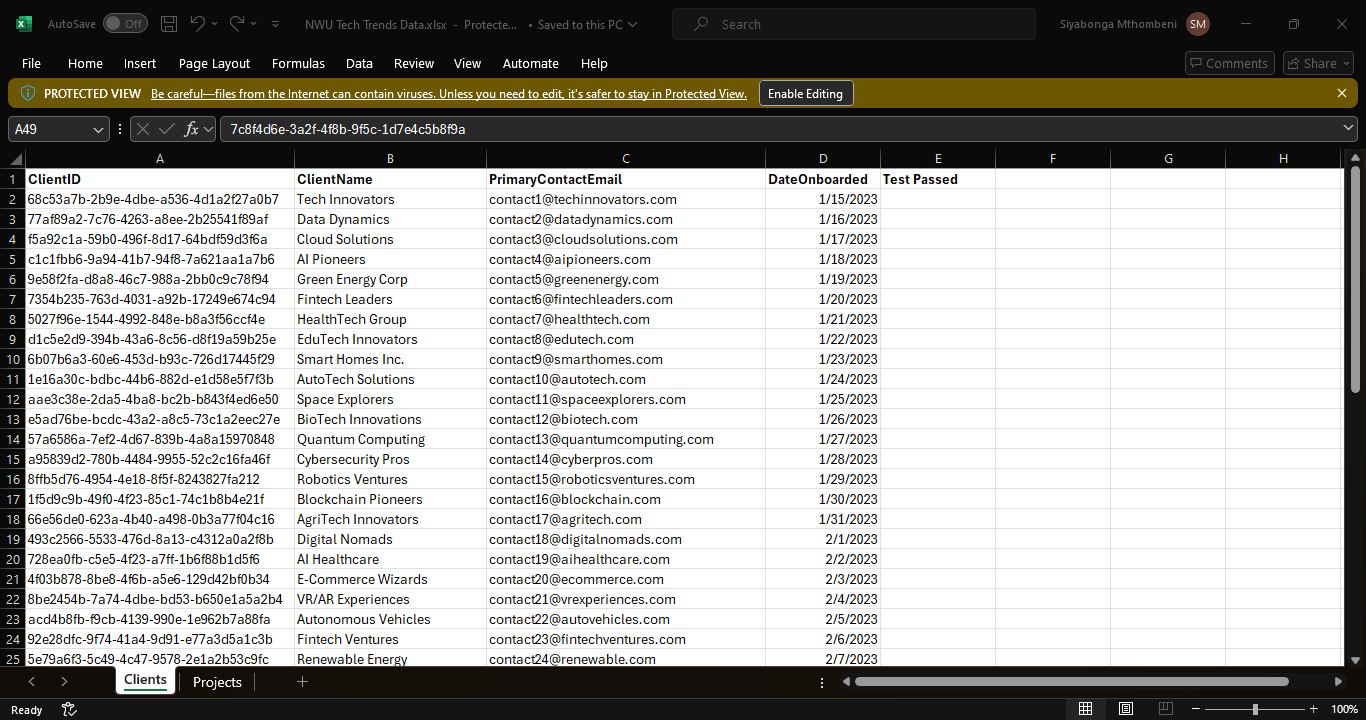 AutoSave Off NWU Tech Trends Data.xlsx - Protecte... • Saved to this PC Search Siyabonga Mthombeni SM
File Home Insert Page Layout Formulas Data Review View Automate Help Comments Share
PROTECTED VIEW Be careful—files from the Internet can contain viruses. Unless you need to edit, it's safer to stay in Protected View. Enable Editing
A49 fx 7c8f4d6e-3a2f-4f8b-9f5c-1d7e4c5b8f9a
A B C D E F G H
1 ClientID ClientName PrimaryContactEmail DateOnboarded Test Passed
2 68c53a7b-2b9e-4dbe-a536-4d1a2f27a0b7 Tech Innovators contact1@techinnovators.com 1/15/2023
3 77af89a2-7c76-4263-a8ee-2b25541f89af Data Dynamics contact2@datadynamics.com 1/16/2023
4 f5a92c1a-59b0-496f-8d17-64bdf59d3f6a Cloud Solutions contact3@cloudsolutions.com 1/17/2023
5 c1c1fbb6-9a94-41b7-94f8-7a621aa1a7b6 AI Pioneers contact4@aipioneers.com 1/18/2023
6 9e58f2fa-d8a8-46c7-988a-2bb0c9c78f94 Green Energy Corp contact5@greenenergy.com 1/19/2023
7 7354b235-763d-4031-a92b-17249e674c94 Fintech Leaders contact6@fintechleaders.com 1/20/2023
8 5027f96e-1544-4992-848e-b8a3f56ccf4e HealthTech Group contact7@healthtech.com 1/21/2023
9 d1c5e2d9-394b-43a6-8c56-d8f19a59b25e EduTech Innovators contact8@edutech.com 1/22/2023
10 6b07b6a3-60e6-453d-b93c-726d17445f29 Smart Homes Inc. contact9@smarthomes.com 1/23/2023
11 1e16a30c-bdbc-44b6-882d-e1d58e5f7f3b AutoTech Solutions contact10@autotech.com 1/24/2023
12 aae3c38e-2da5-4ba8-bc2b-b843f4ed6e50 Space Explorers contact11@spaceexplorers.com 1/25/2023
13 e5ad76be-bcdc-43a2-a8c5-73c1a2eec27e BioTech Innovations contact12@biotech.com 1/26/2023
14 57a6586a-7ef2-4d67-839b-4a8a15970848 Quantum Computing contact13@quantumcomputing.com 1/27/2023
15 a95839d2-780b-4484-9955-52c2c16fa46f Cybersecurity Pros contact14@cyberpros.com 1/28/2023
16 8ffb5d76-4954-4e18-8f5f-8243827fa212 Robotics Ventures contact15@roboticsventures.com 1/29/2023
17 1f5d9c9b-49f0-4f23-85c1-74c1b8b4e21f Blockchain Pioneers contact16@blockchain.com 1/30/2023
18 66e56de0-623a-4b40-a498-0b3a77f04c16 AgriTech Innovators contact17@agritech.com 1/31/2023
19 493c2566-5533-476d-8a13-c4312a0a2f8b Digital Nomads contact18@digitalnomads.com 2/1/2023
20 728ea0fb-c5e5-4f23-a7ff-1b6f88b1d5f6 AI Healthcare contact19@aihealthcare.com 2/2/2023
21 4f03b878-8be8-4f6b-a5e6-129d42bf0b34 E-Commerce Wizards contact20@ecommerce.com 2/3/2023
22 8be2454b-7a74-4dbe-bd53-b650e1a5a2b4 VR/AR Experiences contact21@vrexperiences.com 2/4/2023
23 acd4b8fb-f9cb-4139-990e-1e962b7a88fa Autonomous Vehicles contact22@autovehicles.com 2/5/2023
24 92e28dfc-9f74-41a4-9d91-e77a3d5a1c3b Fintech Ventures contact23@fintechventures.com 2/6/2023
25 5e79a6f3-5c49-4c47-9578-2e1a2b53c9fc Renewable Energy contact24@renewable.com 2/7/2023
Clients Projects
Ready 100%